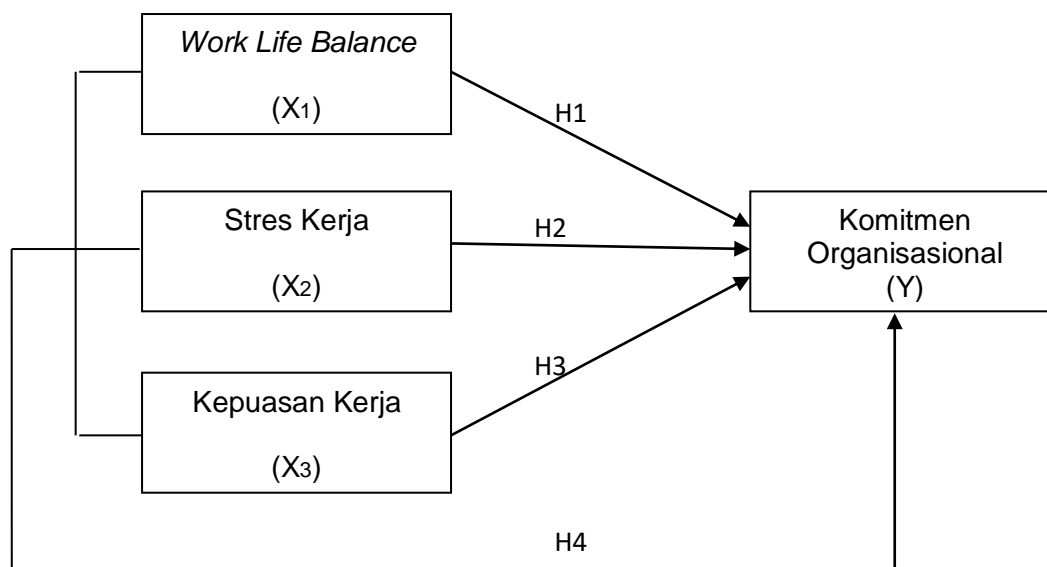 Work Life Balance
(X1)
H1
Stres Kerja
(X2)
H2
Komitmen
Organisasional
(Y)
Kepuasan Kerja
(X3)
H3
H4